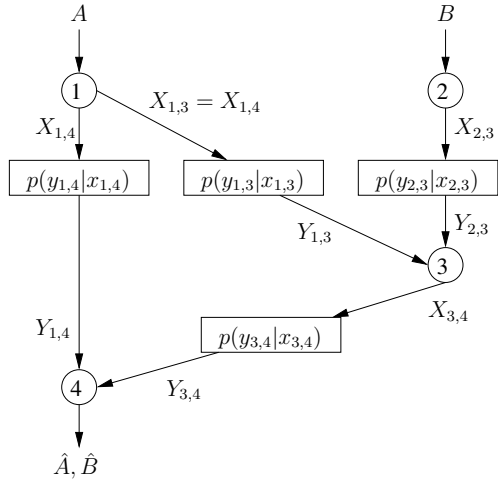 A B
1 2
X_{1,3} = X_{1,4}
X_{1,4} X_{2,3}
p(y_{1,4}|x_{1,4}) p(y_{1,3}|x_{1,3}) p(y_{2,3}|x_{2,3})
Y_{1,3} Y_{2,3}
3
X_{3,4}
Y_{1,4} p(y_{3,4}|x_{3,4})
4 Y_{3,4}
Â, B̂